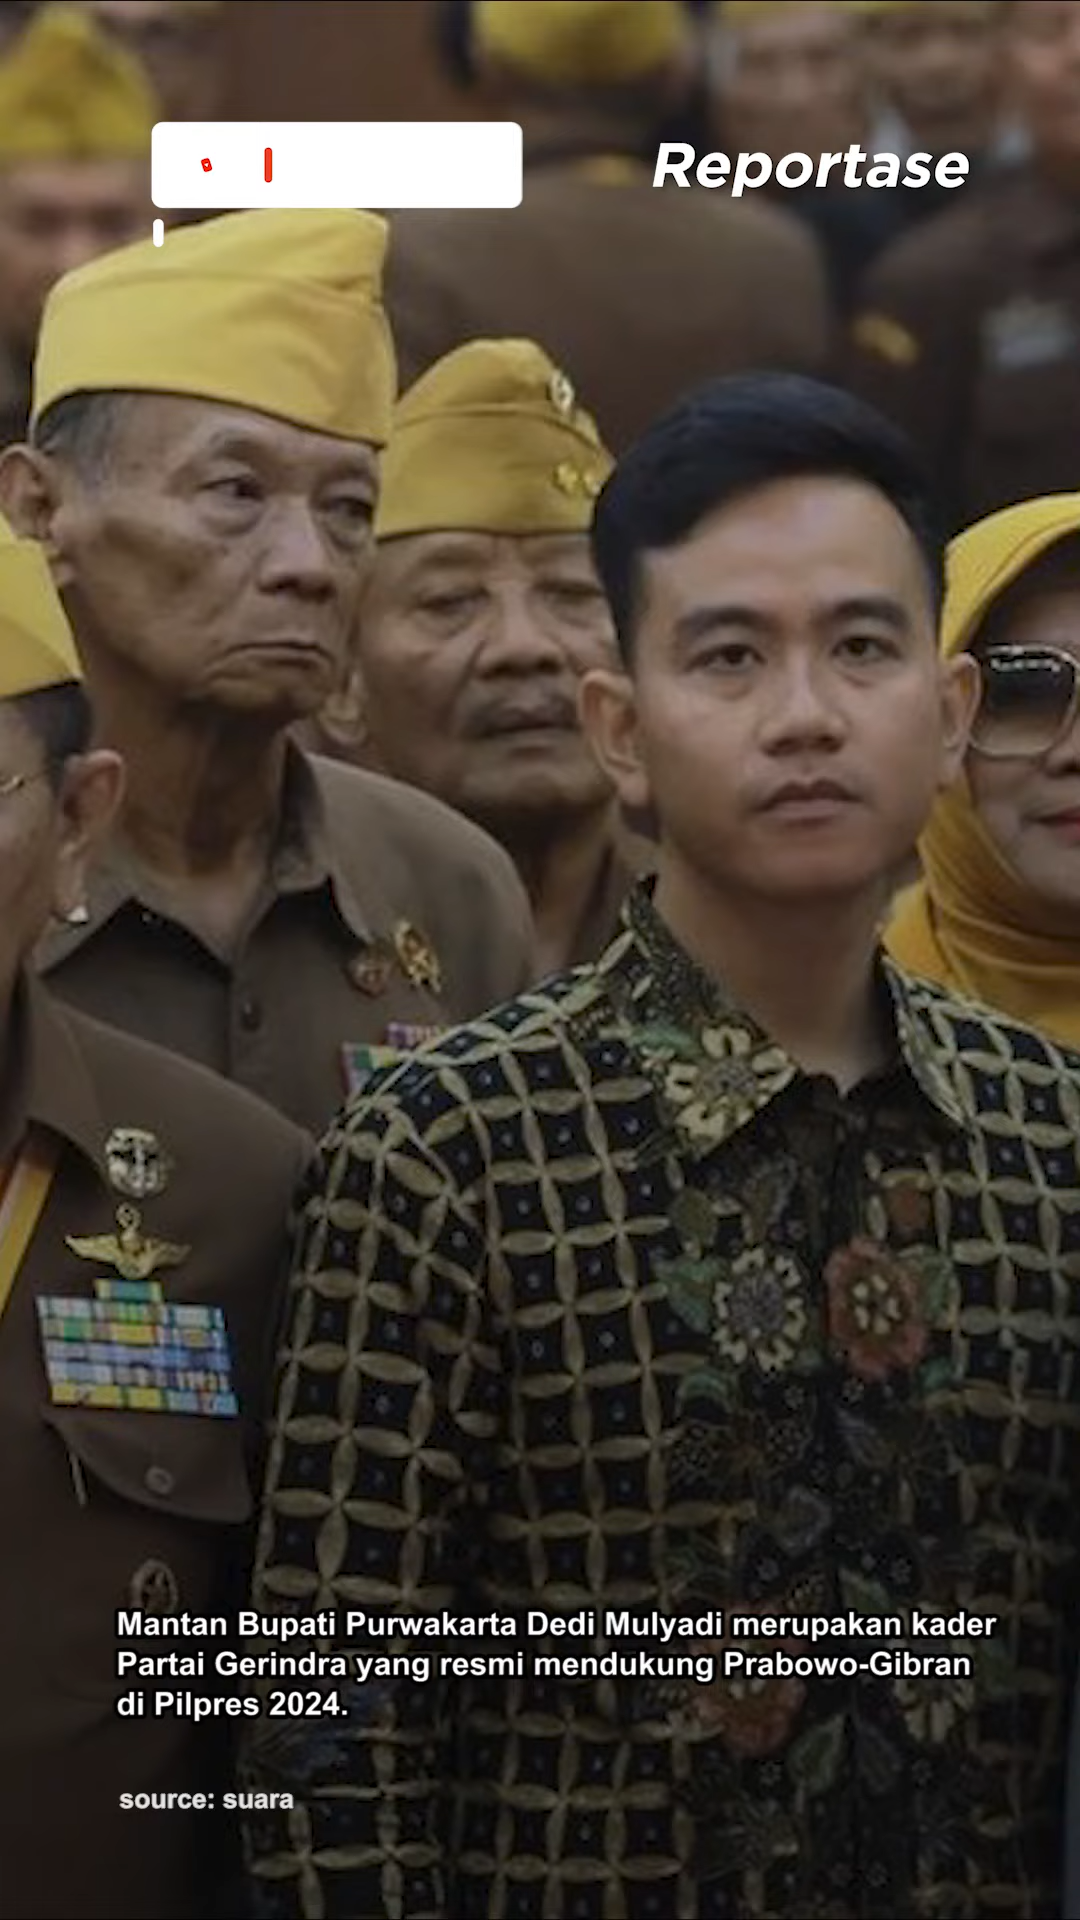 Reportase
Mantan Bupati Purwakarta Dedi Mulyadi merupakan kader
Partai Gerindra yang resmi mendukung Prabowo-Gibran
di Pilpres 2024.
source: suara